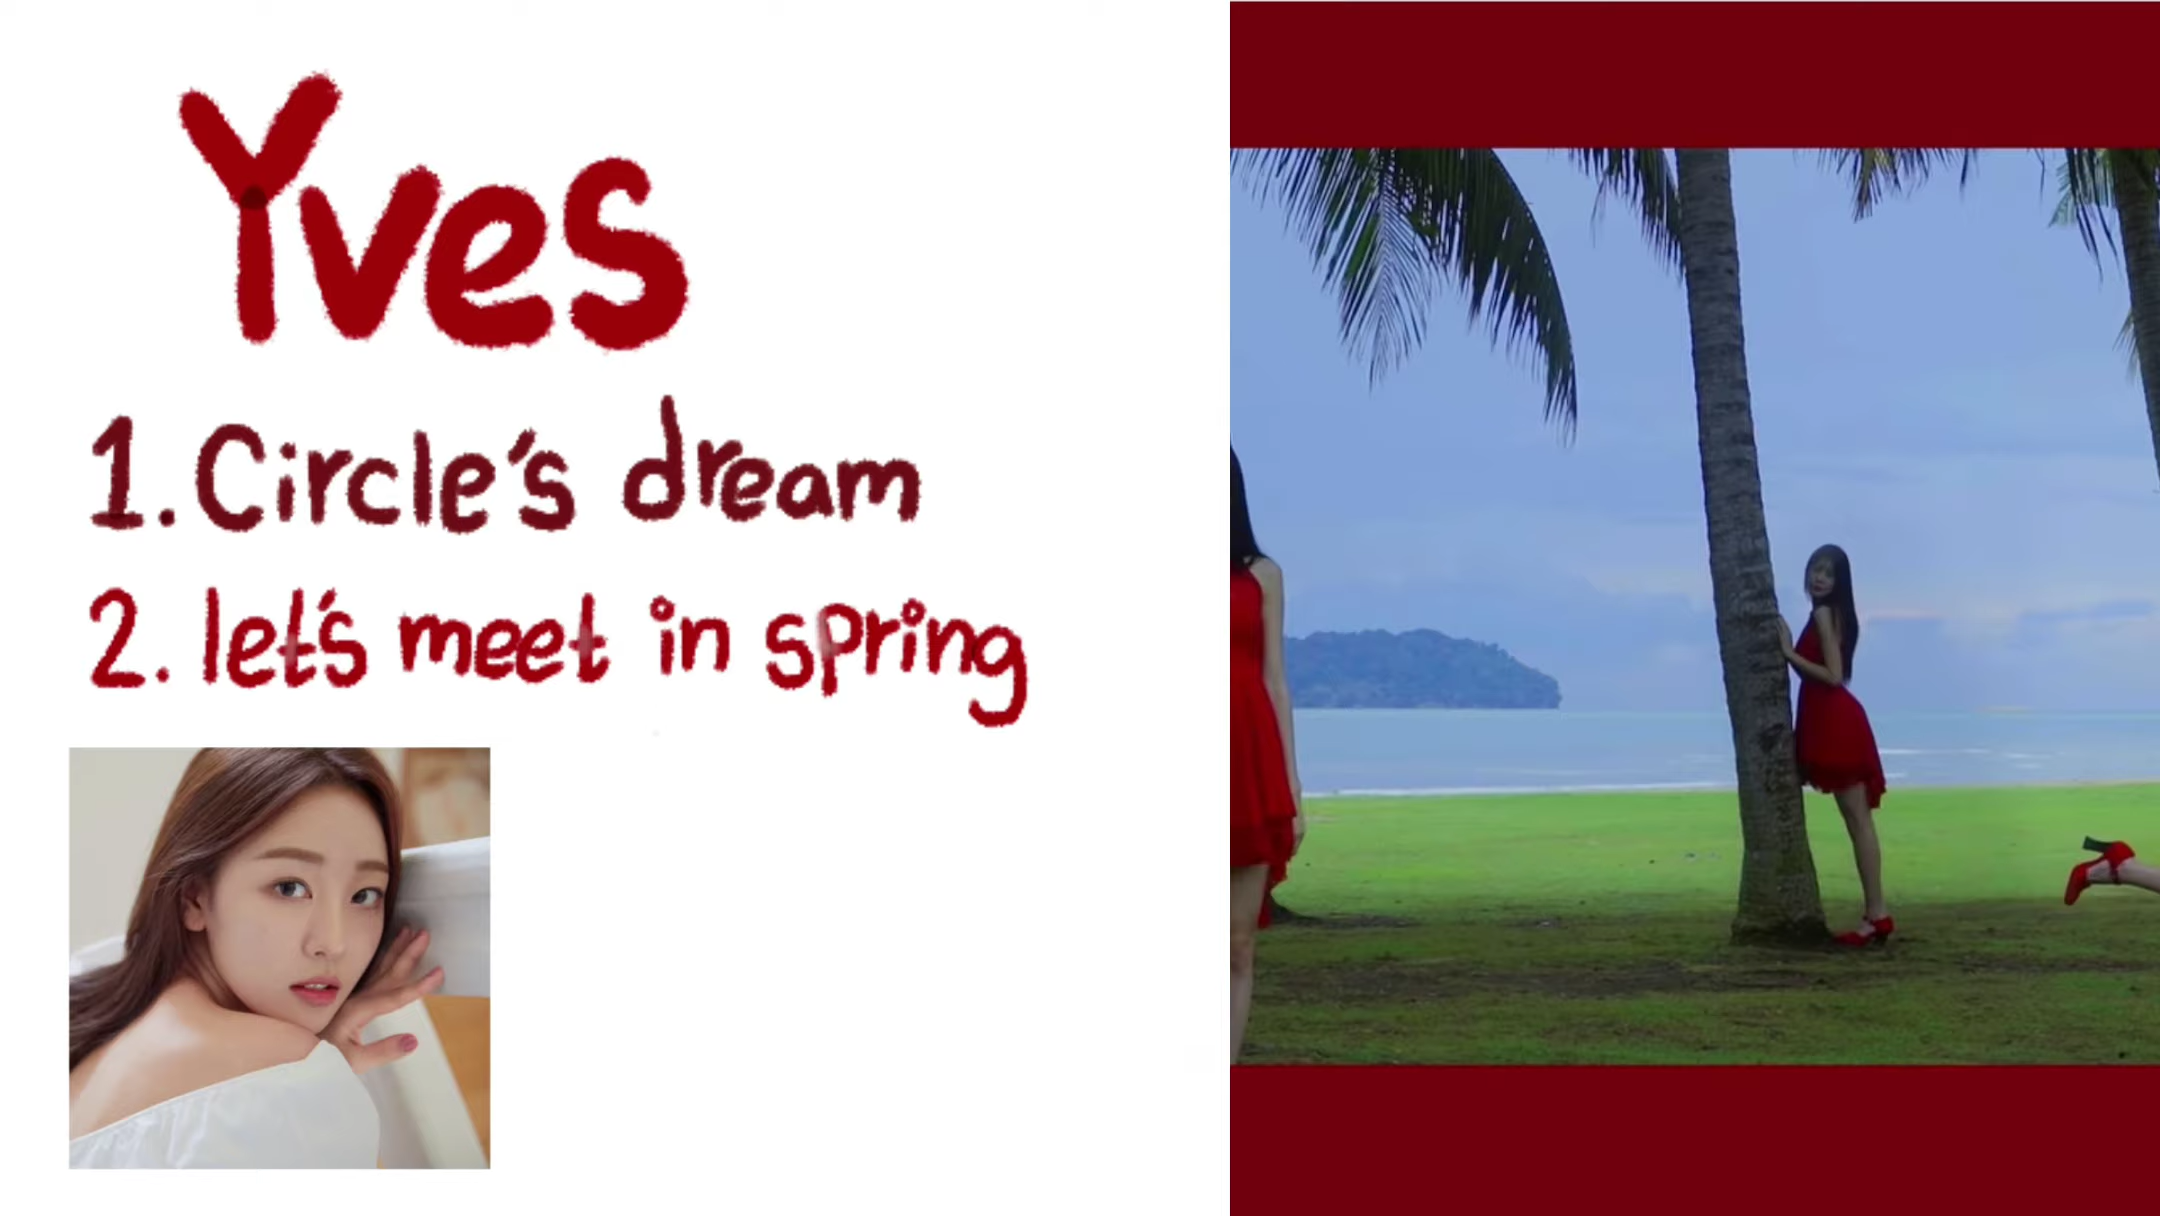 Yves
1. Circle's dream
2. let's meet in spring